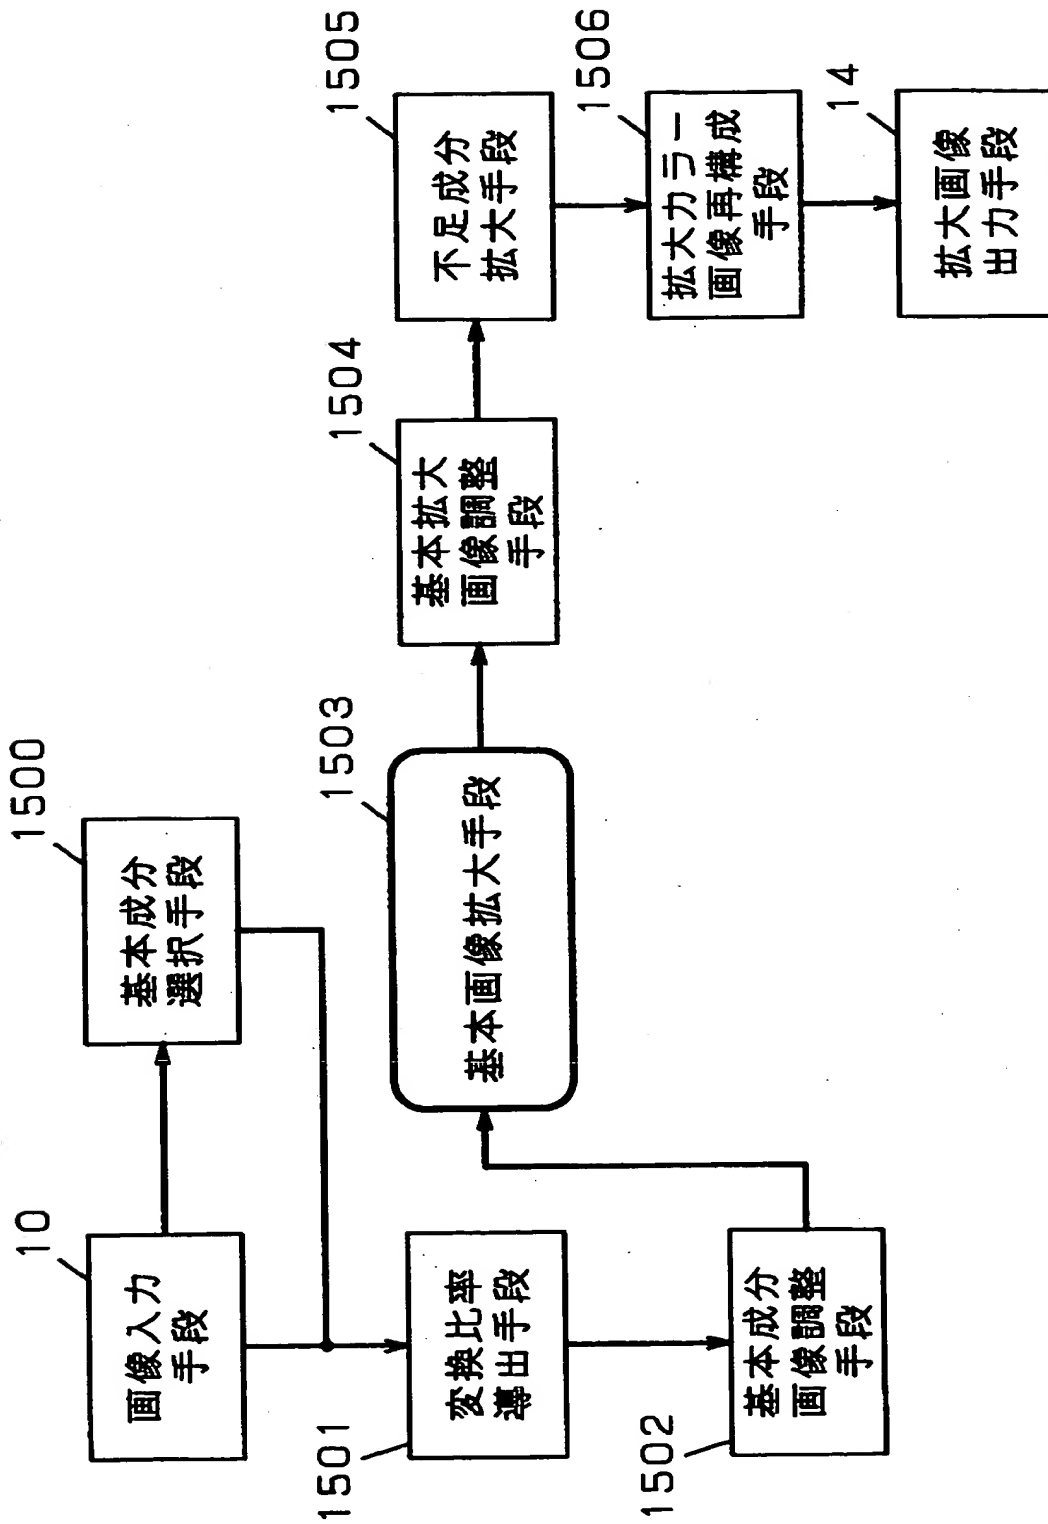 10
画像入力
手段
1500
基本成分
選択手段
1501
変換比率
導出手段
1502
基本成分
画像調整
手段
1503
基本画像拡大手段
1504
基本拡大
画像調整
手段
1505
不足成分
拡大手段
1506
拡大カラー
画像再構成
手段
14
拡大画像
出力手段